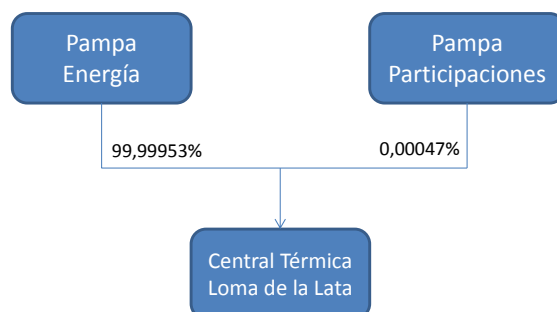 Pampa
Energía
Pampa
Participaciones
99,99953%
0,00047%
Central Térmica
Loma de la Lata